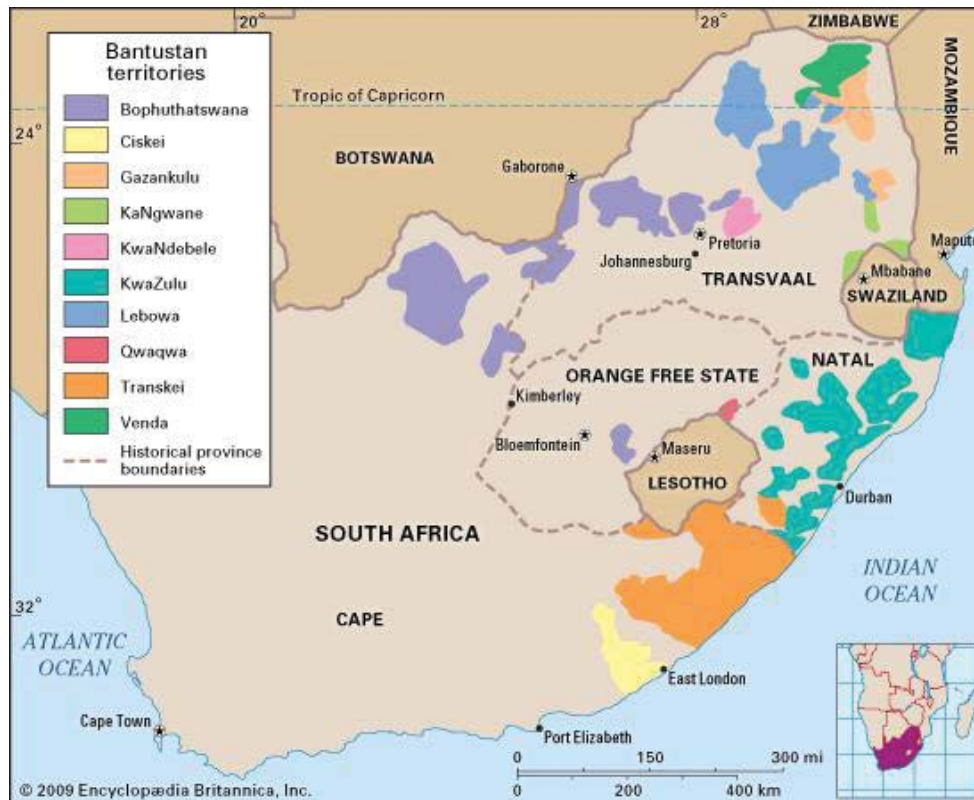 20°
28°
ZIMBABWE
MOZAMBIQUE
Bantustan
territories
Bophuthatswana
Ciskei
Gazankulu
KaNgwane
KwaNdebele
KwaZulu
Lebowa
Qwaqwa
Transkei
Venda
Historical province
boundaries
Tropic of Capricorn
24°
BOTSWANA
Gaborone
Pretoria
Johannesburg
TRANSVAAL
Maputo
Mbabane
SWAZILAND
NATAL
ORANGE FREE STATE
Kimberley
Bloemfontein
Maseru
LESOTHO
Durban
SOUTH AFRICA
INDIAN
OCEAN
32°
CAPE
ATLANTIC
OCEAN
East London
Cape Town
Port Elizabeth
0 150 300 mi
0 200 400 km
© 2009 Encyclopædia Britannica, Inc.